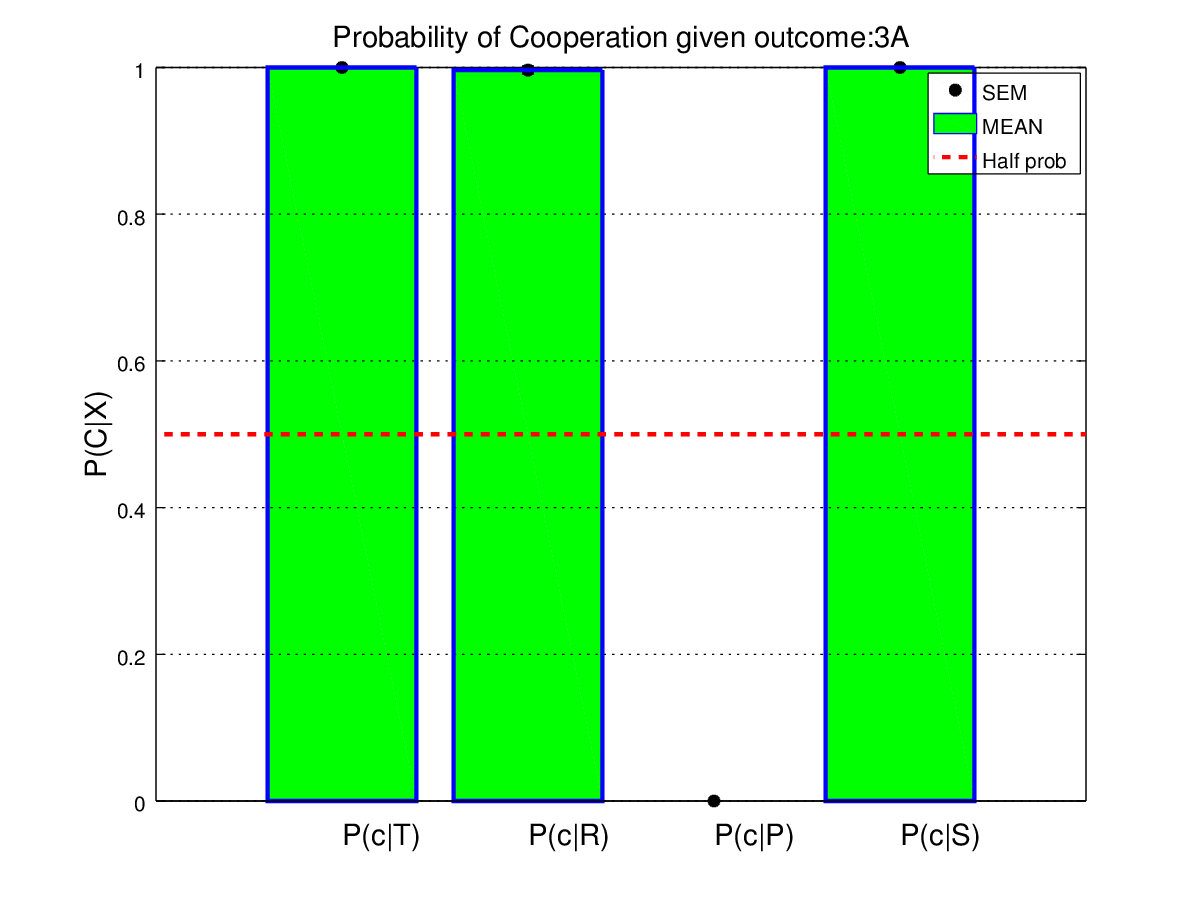 Probability of Cooperation given outcome:3A
1
0.8
0.6
0.4
0.2
0
P(C|X)
SEM
MEAN
Half prob
P(c|T) P(c|R) P(c|P) P(c|S)